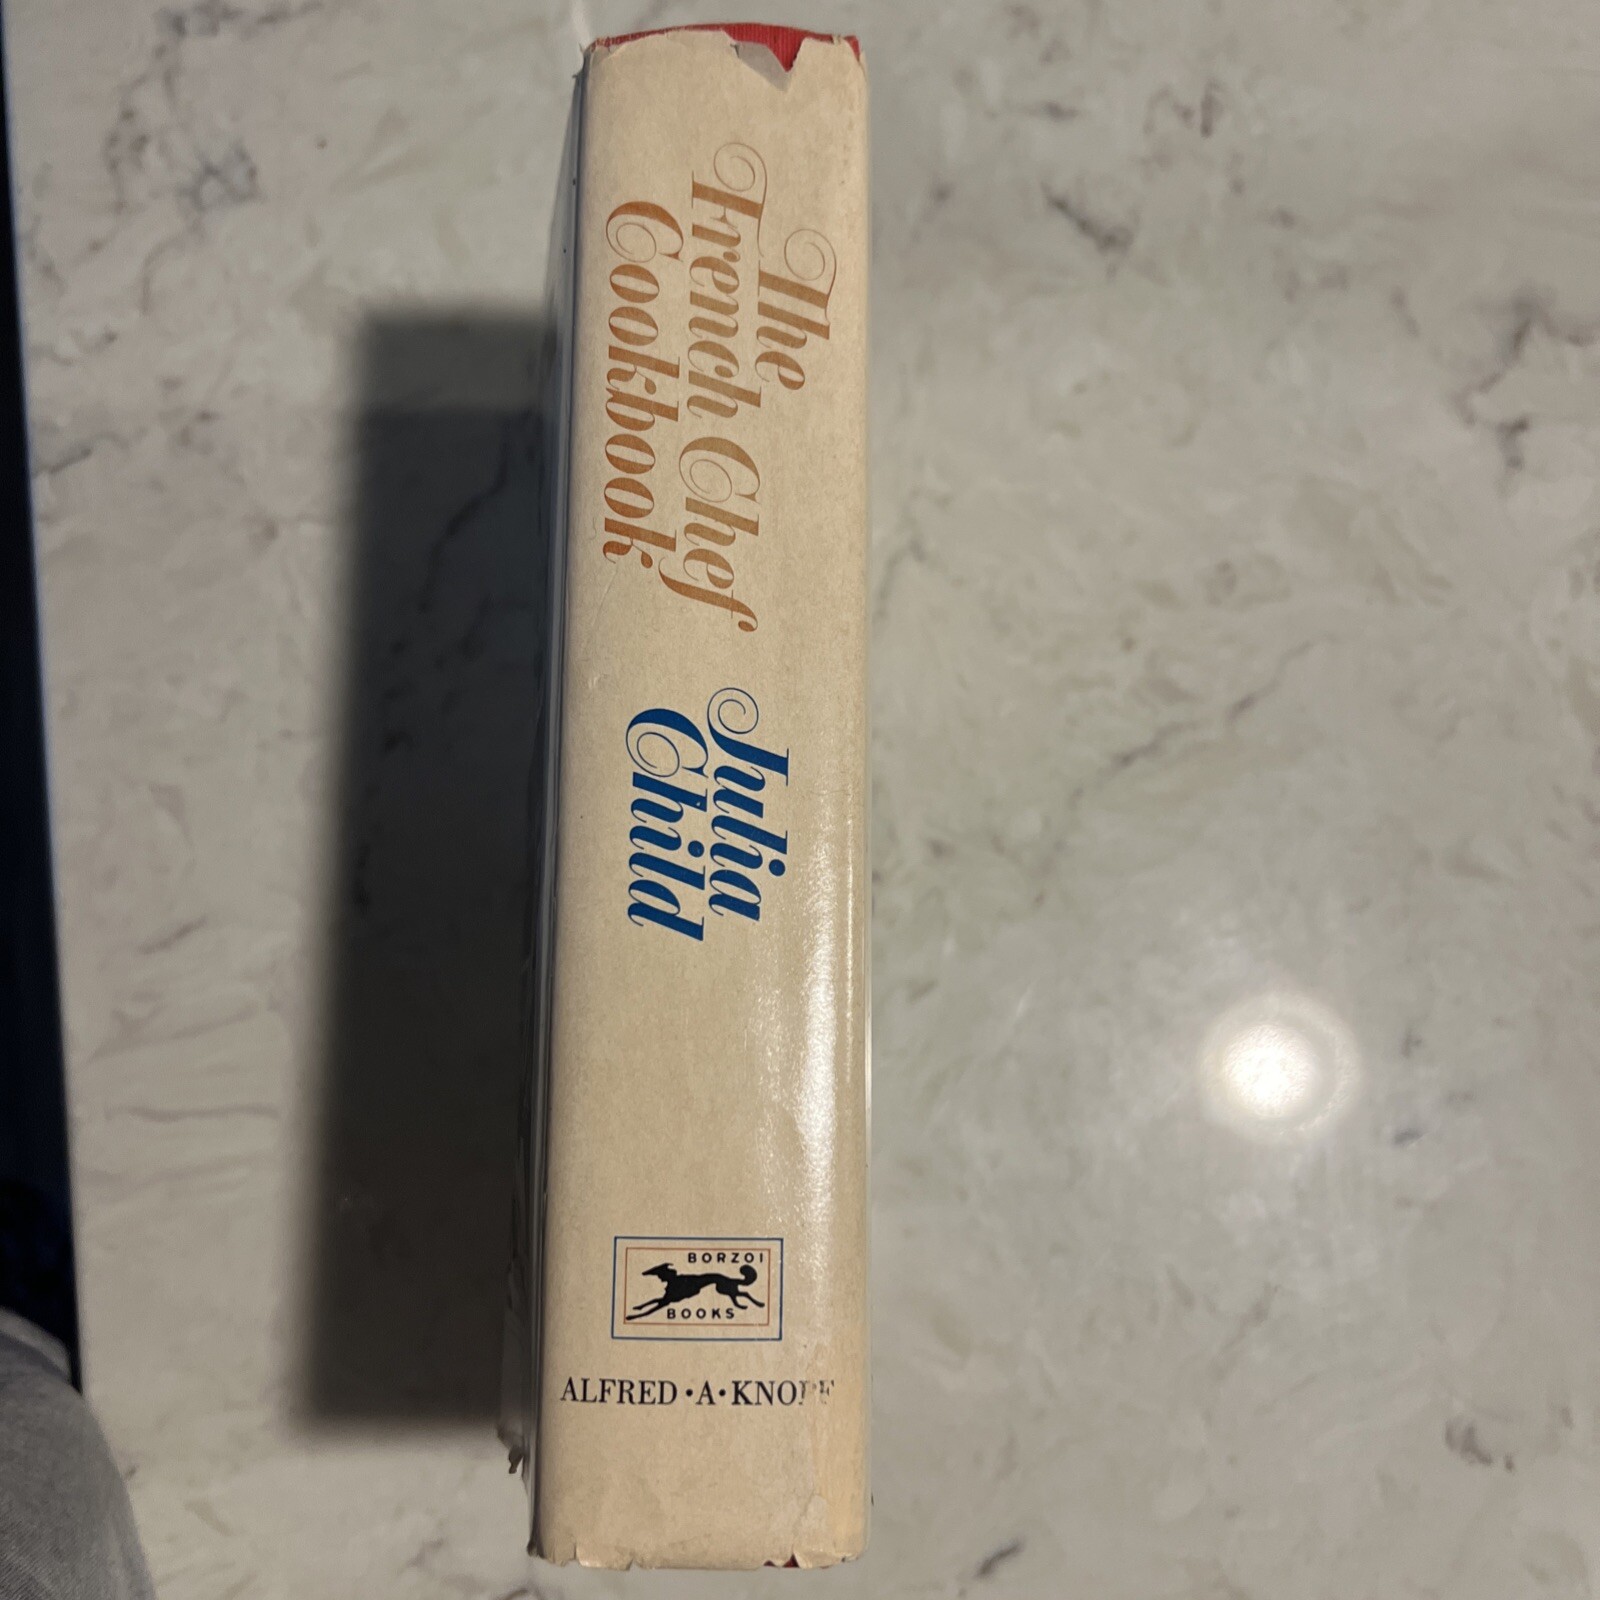 The
French Chef
Cookbook
Julia
Child
BORZOI
BOOKS
ALFRED•A•KNOPF